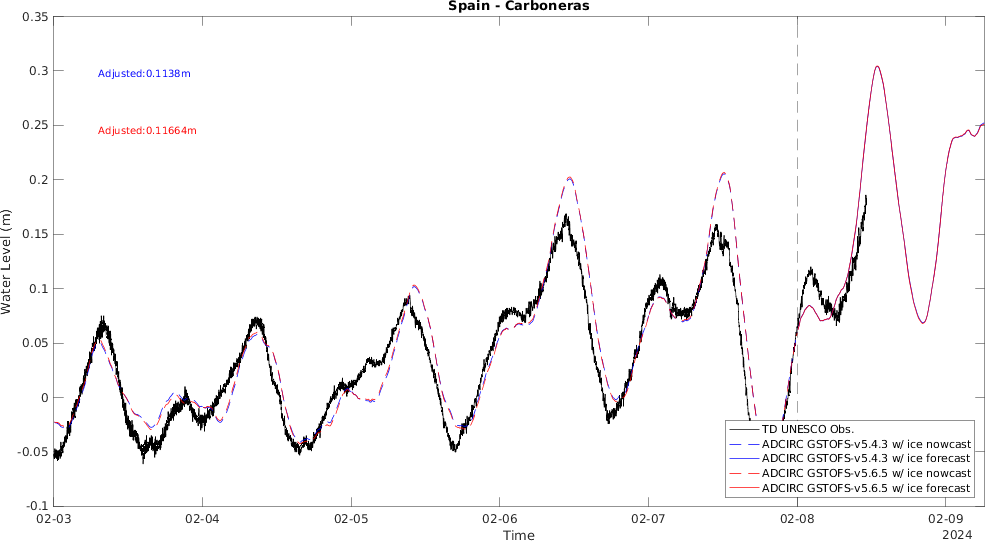 Spain - Carboneras
0.35
0.3
0.25
0.2
0.15
0.1
0.05
0
-0.05
-0.1
Water Level (m)
Adjusted:0.1138m
Adjusted:0.11664m
TD UNESCO Obs.
ADCIRC GSTOFS-v5.4.3 w/ ice nowcast
ADCIRC GSTOFS-v5.4.3 w/ ice forecast
ADCIRC GSTOFS-v5.6.5 w/ ice nowcast
ADCIRC GSTOFS-v5.6.5 w/ ice forecast
02-03 02-04 02-05 02-06 02-07 02-08 02-09
Time
2024